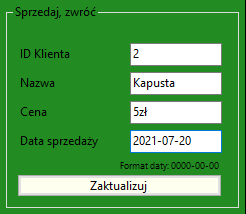 Sprzedaj, zwróć
ID Klienta 2
Nazwa Kapusta
Cena 5zł
Data sprzedaży 2021-07-20
Format daty: 0000-00-00
Zaktualizuj